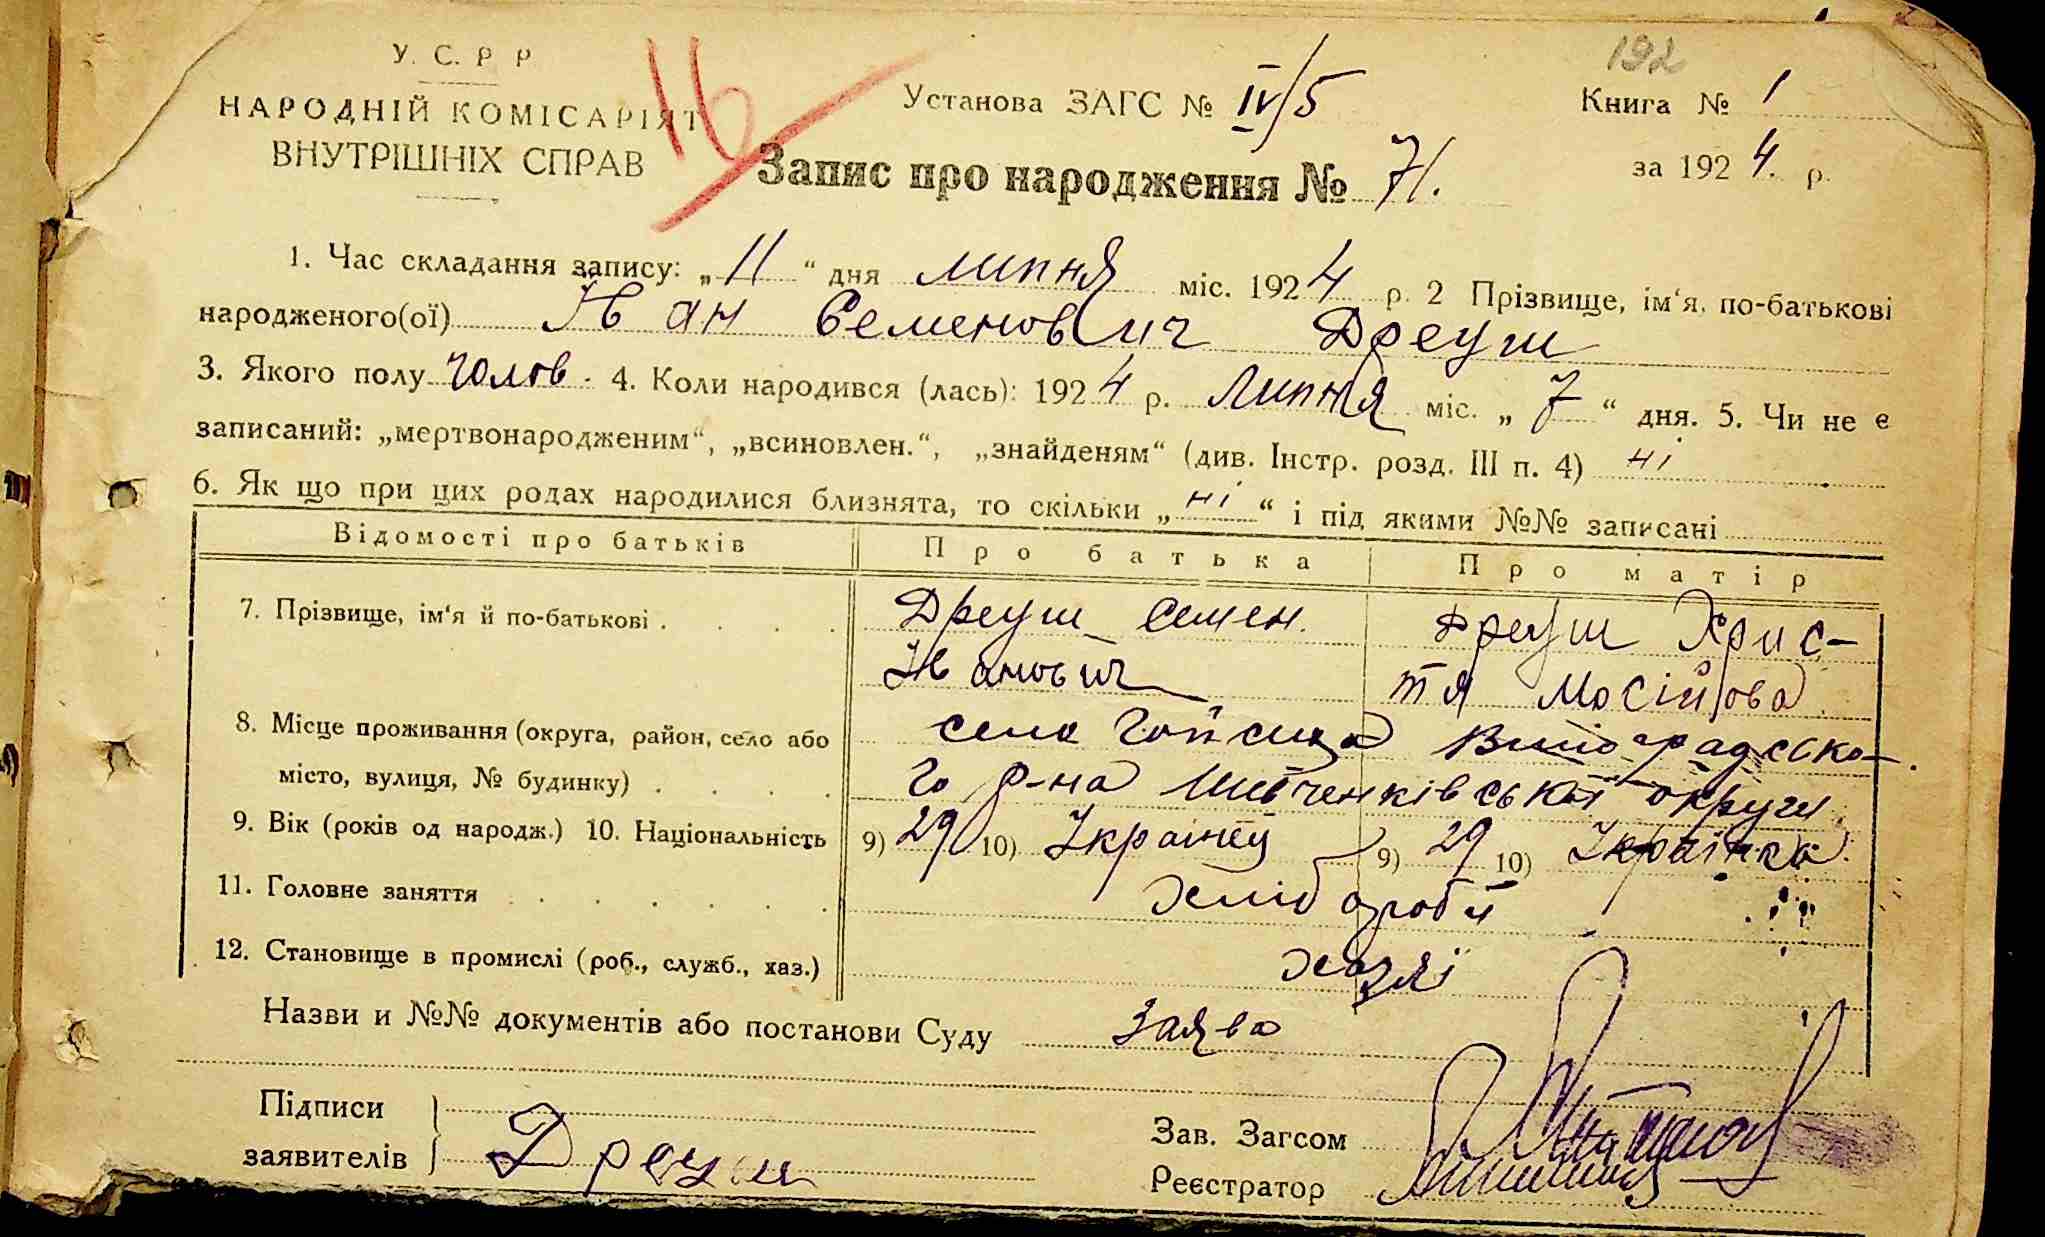 192
У. С. Р Р
НАРОДНІЙ КОМІСАРІЯТ
ВНУТРІШНІХ СПРАВ
16
Установа ЗАГС № IV/5
Книга № 1
за 1924 р.
Запис про народження № 71.
1. Час складання запису: „11“ дня липня міс. 1924 р. 2 Прізвище, ім‘я, по-батькові
народженого(ої) Іван Семенович Дреуш
3. Якого полу чолов. 4. Коли народився (лась): 1924 р. Липня міс. „7“ дня. 5. Чи не є
записаний: „мертвонародженим“, „всиновлен.“, „знайденям“ (див. Інстр. розд. III п. 4) ні
6. Як що при цих родах народилися близнята, то скільки „ні“ і під якими №№ записані
Відомості про батьків Про батька Про матір
7. Прізвище, ім‘я й по-батькові . . . . Дреуш Семен. Дреуш Хрис-
Іванович тя Мосійова
8. Місце проживання (округа, район, село або село Виноградсько-
місто, вулиця, № будинку) . . . . го р-на Шевченківської округи
9. Вік (років од народж.) 10. Національність 9) 29 10) Українец 9) 29 10) Українка
11. Головне заняття . . . . . . хлібороби
12. Становище в промислі (роб., служб., хаз.) хазяї
Назви и №№ документів або постанови Суду Заява
Підписи
заявителів Дреуш
Зав. Загсом
Реєстратор